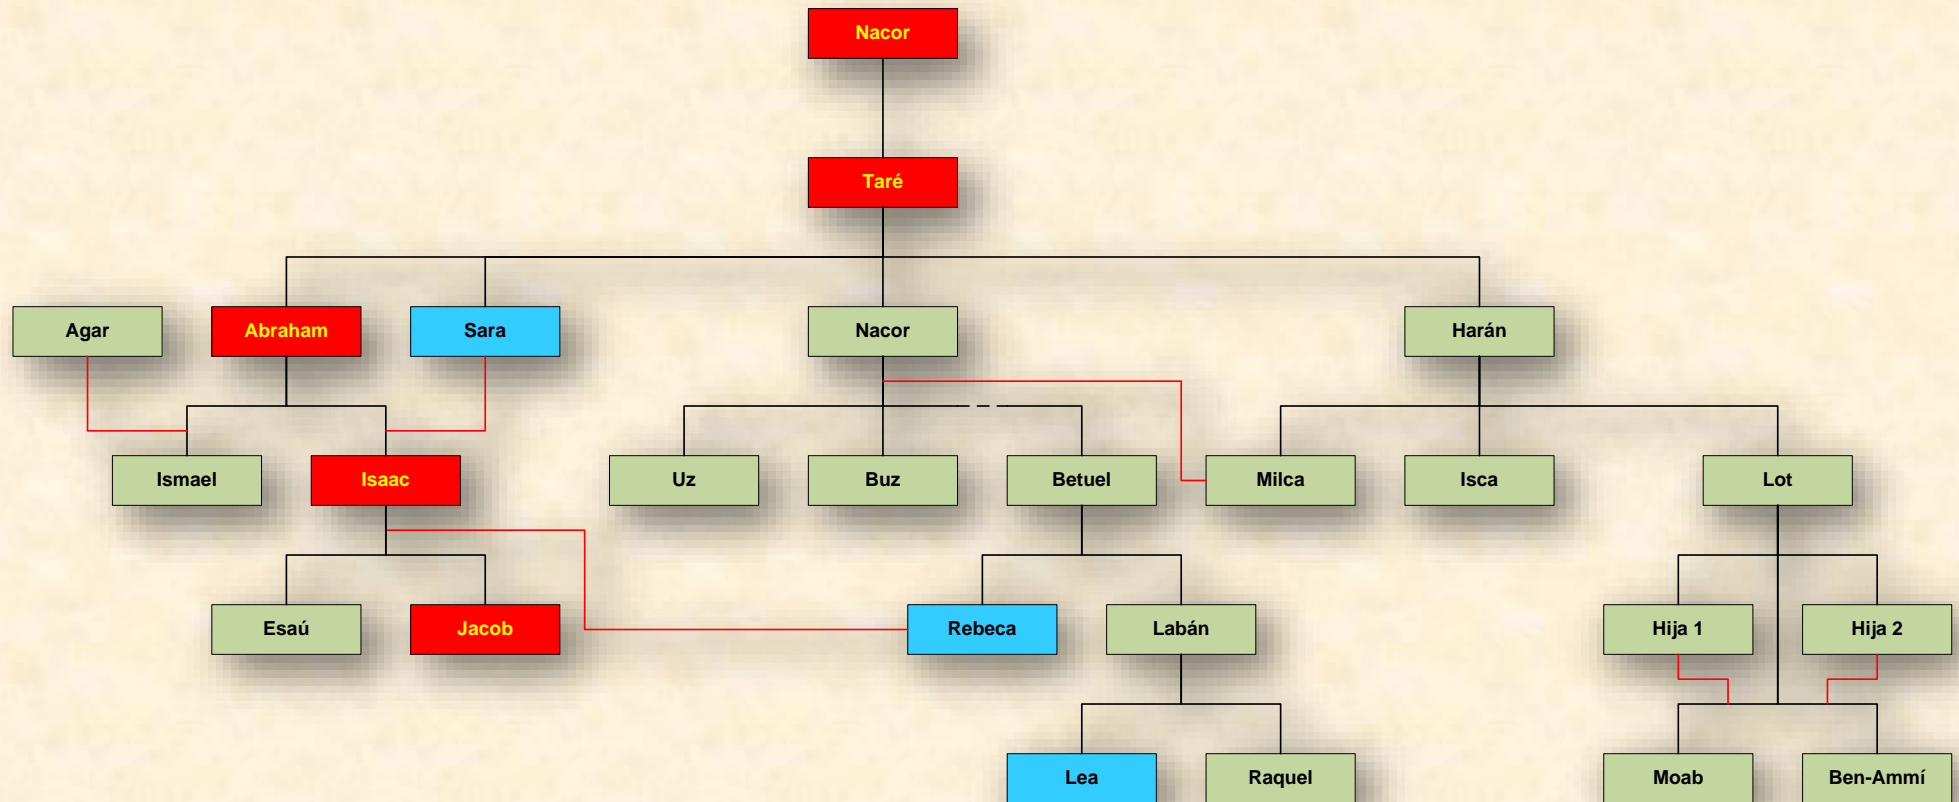 Nacor
Taré
Agar
Abraham
Sara
Nacor
Harán
Ismael
Isaac
Uz
Buz
Betuel
Milca
Isca
Lot
Esaú
Jacob
Rebeca
Labán
Hija 1
Hija 2
Lea
Raquel
Moab
Ben-Ammí